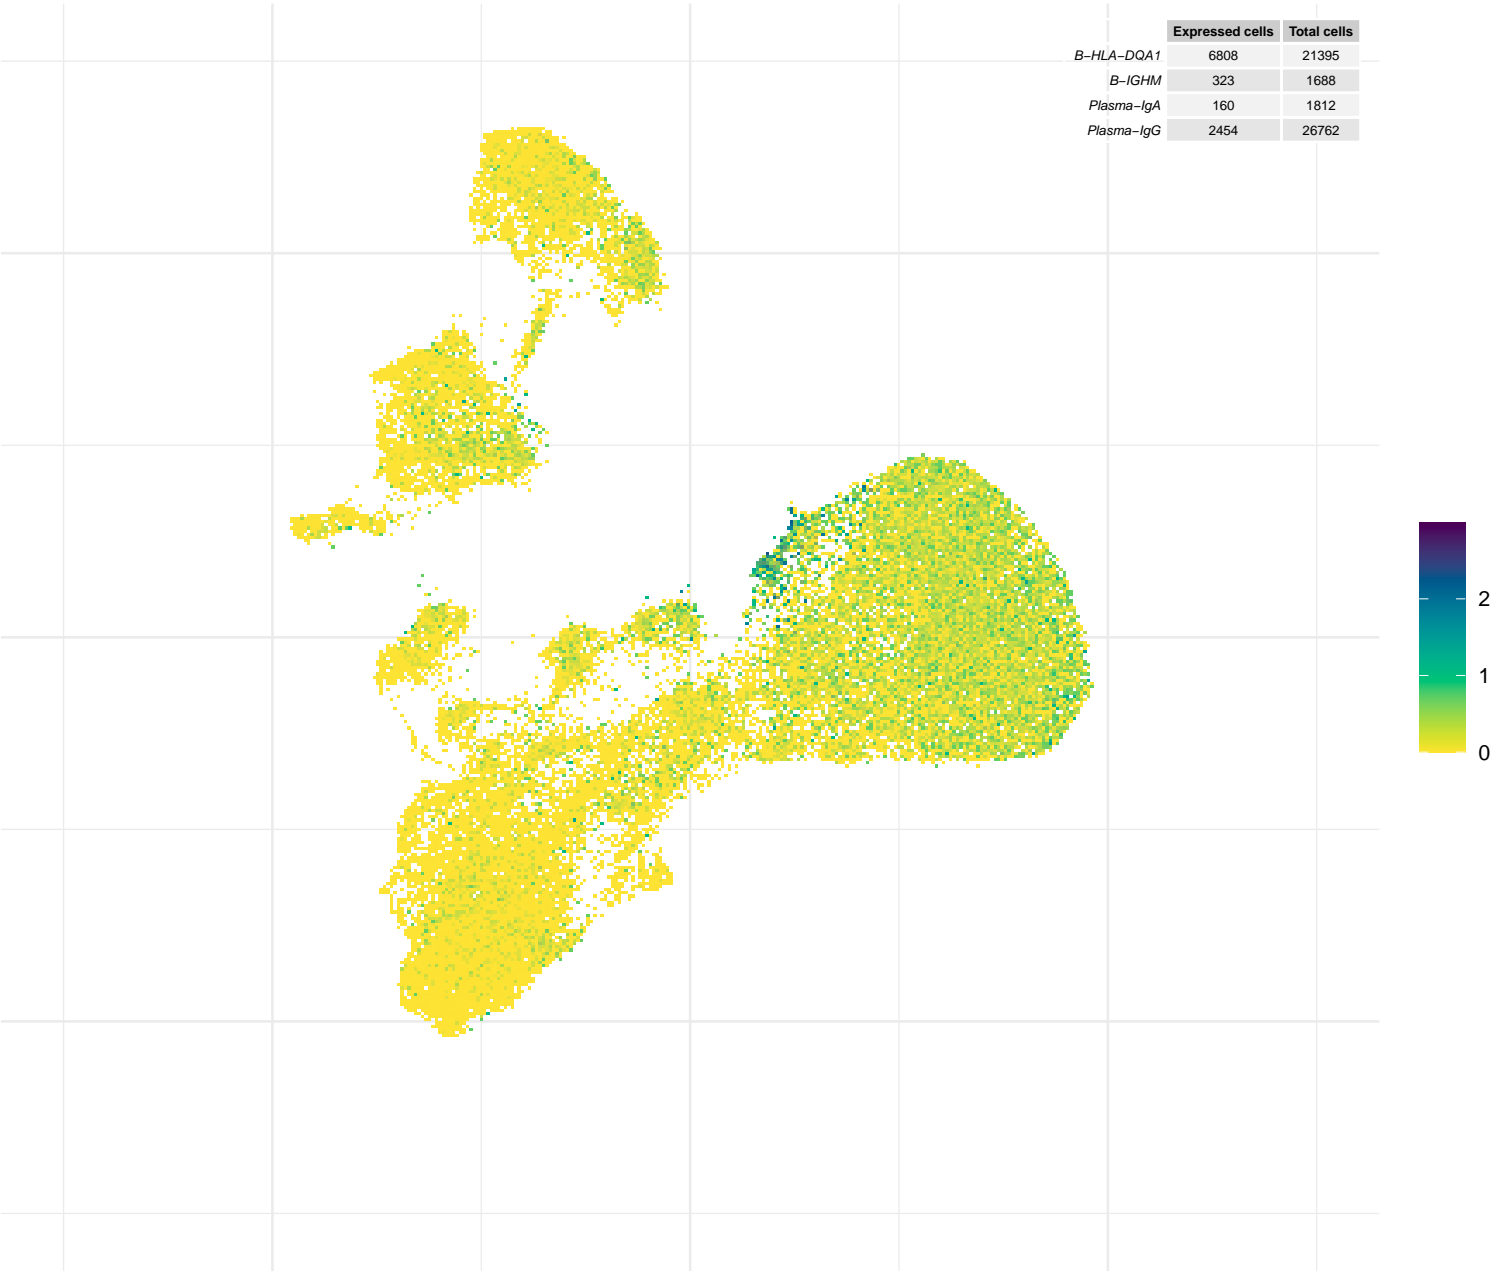 Expressed cells Total cells
B−HLA−DQA1 6808 21395
B−IGHM 323 1688
Plasma−IgA 160 1812
Plasma−IgG 2454 26762
2
1
0